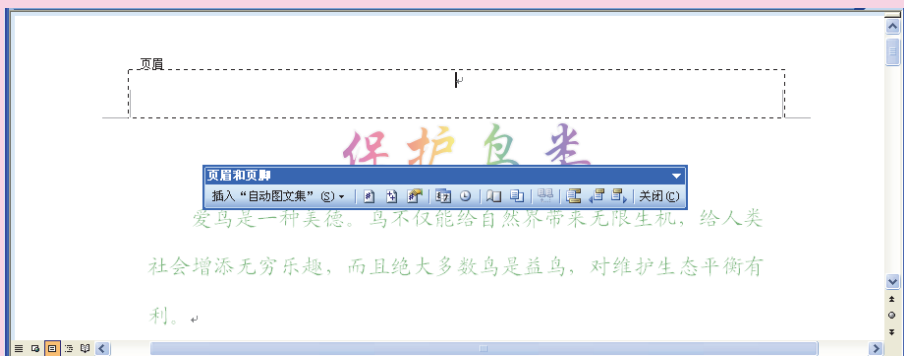 页眉
保护鸟类
页眉和页脚
插入“自动图文集”(S) 关闭(C)
爱鸟是一种美德。鸟不仅能给自然界带来无限生机，给人类
社会增添无穷乐趣，而且绝大多数鸟是益鸟，对维护生态平衡有
利。